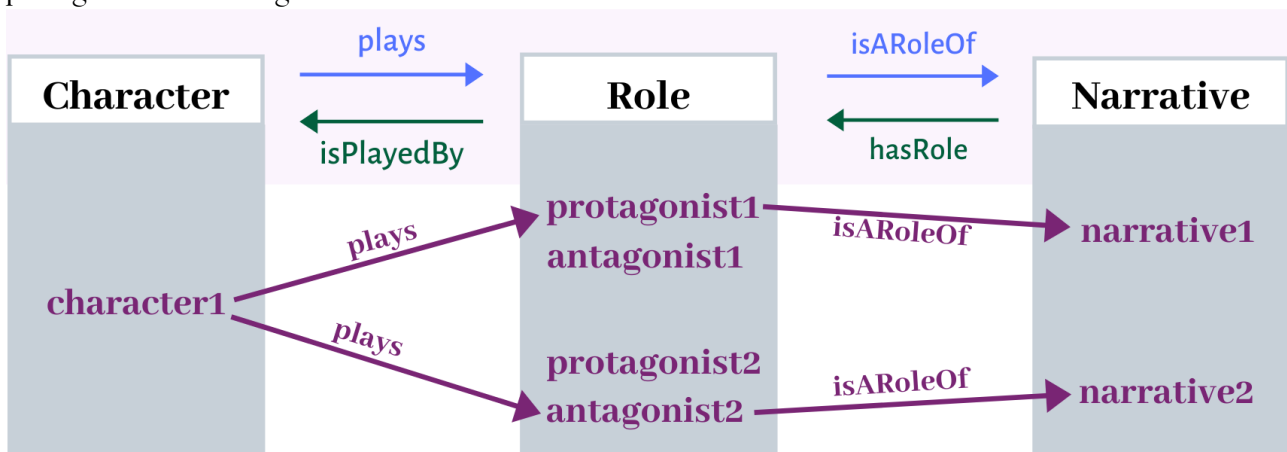 plays
isARoleOf
Character
Role
Narrative
isPlayedBy
hasRole
protagonist1
plays
isARoleOf
narrative1
antagonist1
character1
plays
protagonist2
isARoleOf
narrative2
antagonist2